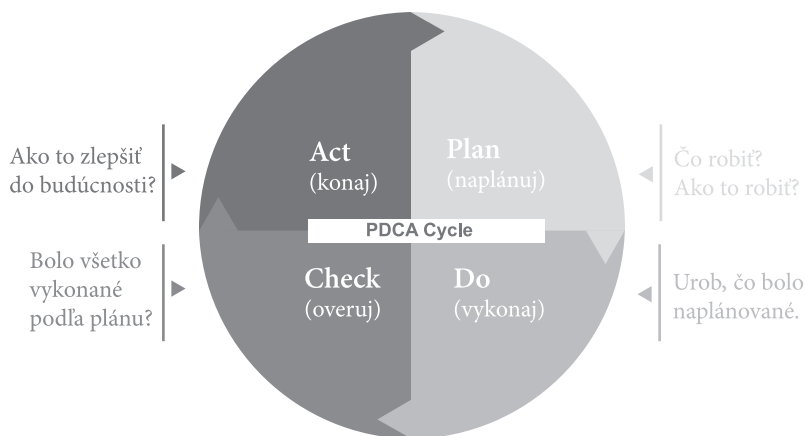 Act
(konaj)
Plan
(naplánuj)
Ako to zlepšiť
do budúcnosti?
Čo robiť?
Ako to robiť?
PDCA Cycle
Bolo všetko
vykonané
podľa plánu?
Check
(overuj)
Do
(vykonaj)
Urob, čo bolo
naplánované.